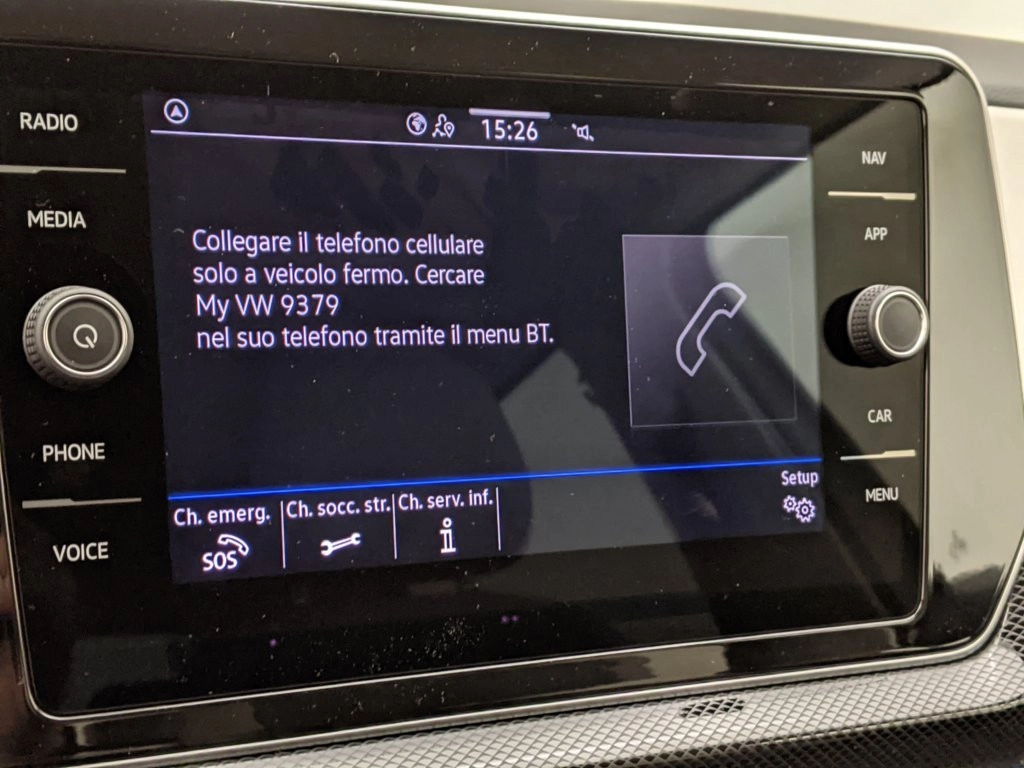 RADIO
MEDIA
PHONE
VOICE
15:26
Collegare il telefono cellulare
solo a veicolo fermo. Cercare
My VW 9379
nel suo telefono tramite il menu BT.
Ch. emerg.
SOS
Ch. socc. str.
Ch. serv. inf.
Setup
NAV
APP
CAR
MENU